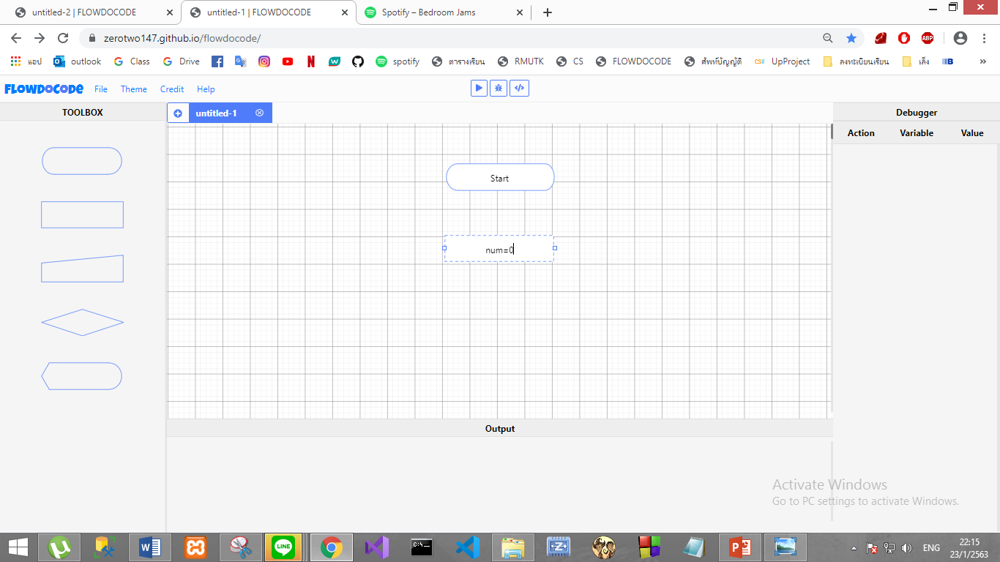 untitled-2 | FLOWDOCODE
untitled-1 | FLOWDOCODE
Spotify – Bedroom Jams
zerotwo147.github.io/flowdocode/
ABP
แอป
outlook
Class
Drive
spotify
ตารางเรียน
RMUTK
CS
FLOWDOCODE
ศัพท์บัญญัติ
UpProject
ลงทะเบียนเรียน
เล็ง
FLOWDOCODE
File
Theme
Credit
Help
TOOLBOX
untitled-1
Debugger
Action
Variable
Value
Start
num=0
Output
Activate Windows
Go to PC settings to activate Windows.
LINE
ENG
22:15
23/1/2563